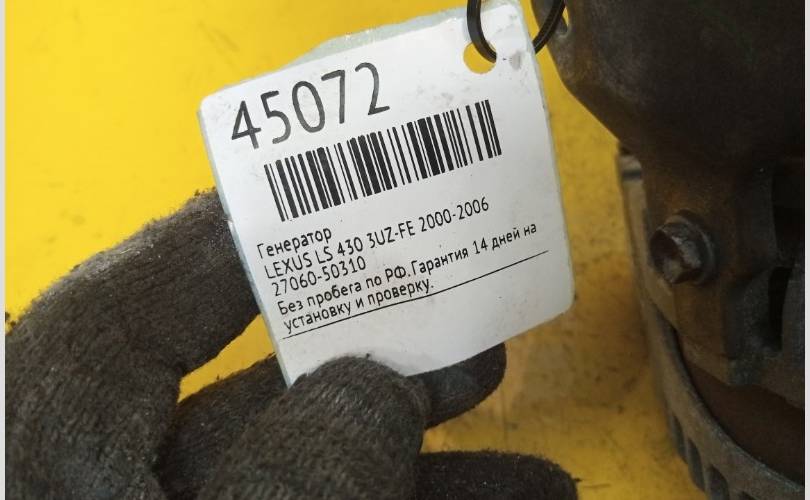 45072
Генератор
LEXUS LS 430 3UZ-FE 2000-2006
27060-50310
Без пробега по РФ.Гарантия 14 дней на
установку и проверку.